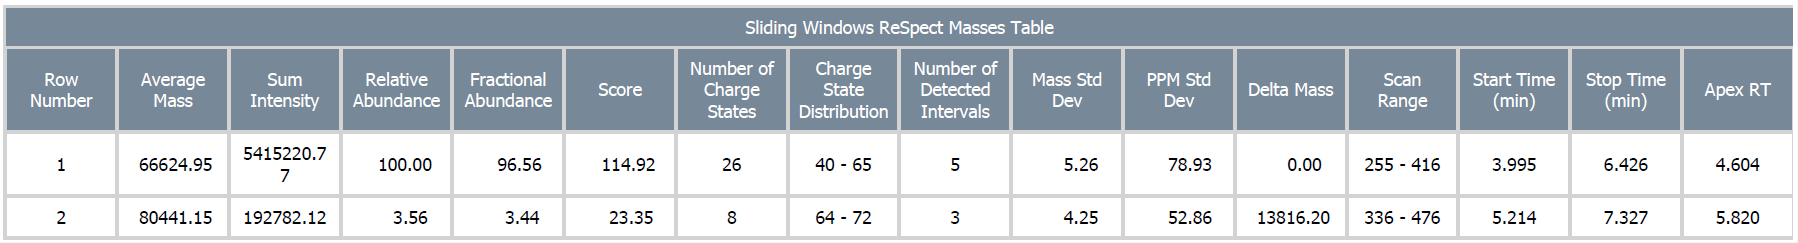 Sliding Windows ReSpect Masses Table
Row Number | Average Mass | Sum Intensity | Relative Abundance | Fractional Abundance | Score | Number of Charge States | Charge State Distribution | Number of Detected Intervals | Mass Std Dev | PPM Std Dev | Delta Mass | Scan Range | Start Time (min) | Stop Time (min) | Apex RT
1 | 66624.95 | 5415220.77 | 100.00 | 96.56 | 114.92 | 26 | 40 - 65 | 5 | 5.26 | 78.93 | 0.00 | 255 - 416 | 3.995 | 6.426 | 4.604
2 | 80441.15 | 192782.12 | 3.56 | 3.44 | 23.35 | 8 | 64 - 72 | 3 | 4.25 | 52.86 | 13816.20 | 336 - 476 | 5.214 | 7.327 | 5.820